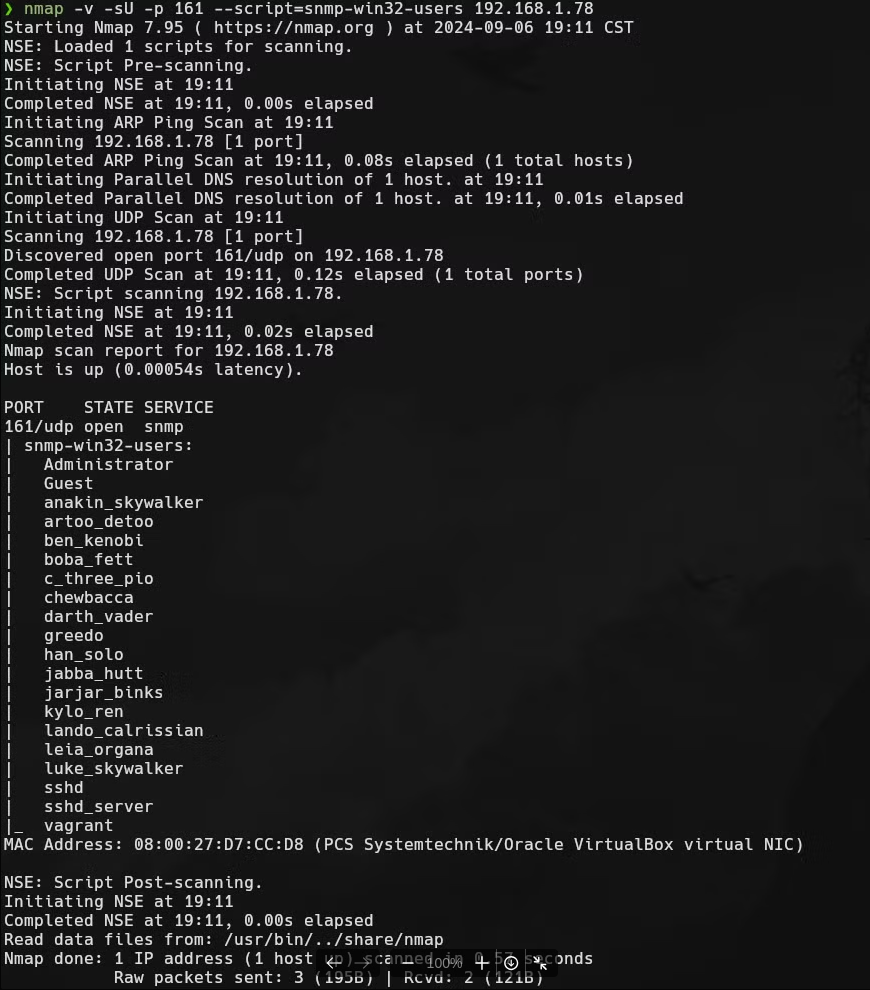 ❯ nmap -v -sU -p 161 --script=snmp-win32-users 192.168.1.78
Starting Nmap 7.95 ( https://nmap.org ) at 2024-09-06 19:11 CST
NSE: Loaded 1 scripts for scanning.
NSE: Script Pre-scanning.
Initiating NSE at 19:11
Completed NSE at 19:11, 0.00s elapsed
Initiating ARP Ping Scan at 19:11
Scanning 192.168.1.78 [1 port]
Completed ARP Ping Scan at 19:11, 0.08s elapsed (1 total hosts)
Initiating Parallel DNS resolution of 1 host. at 19:11
Completed Parallel DNS resolution of 1 host. at 19:11, 0.01s elapsed
Initiating UDP Scan at 19:11
Scanning 192.168.1.78 [1 port]
Discovered open port 161/udp on 192.168.1.78
Completed UDP Scan at 19:11, 0.12s elapsed (1 total ports)
NSE: Script scanning 192.168.1.78.
Initiating NSE at 19:11
Completed NSE at 19:11, 0.02s elapsed
Nmap scan report for 192.168.1.78
Host is up (0.00054s latency).
PORT    STATE SERVICE
161/udp open  snmp
| snmp-win32-users:
|   Administrator
|   Guest
|   anakin_skywalker
|   artoo_detoo
|   ben_kenobi
|   boba_fett
|   c_three_pio
|   chewbacca
|   darth_vader
|   greedo
|   han_solo
|   jabba_hutt
|   jarjar_binks
|   kylo_ren
|   lando_calrissian
|   leia_organa
|   luke_skywalker
|   sshd
|   sshd_server
|_  vagrant
MAC Address: 08:00:27:D7:CC:D8 (PCS Systemtechnik/Oracle VirtualBox virtual NIC)
NSE: Script Post-scanning.
Initiating NSE at 19:11
Completed NSE at 19:11, 0.00s elapsed
Read data files from: /usr/bin/../share/nmap
Nmap done: 1 IP address (1 host up) scanned in seconds
100%
Raw packets sent: 3 (195B) | Rcvd: 2 (121B)